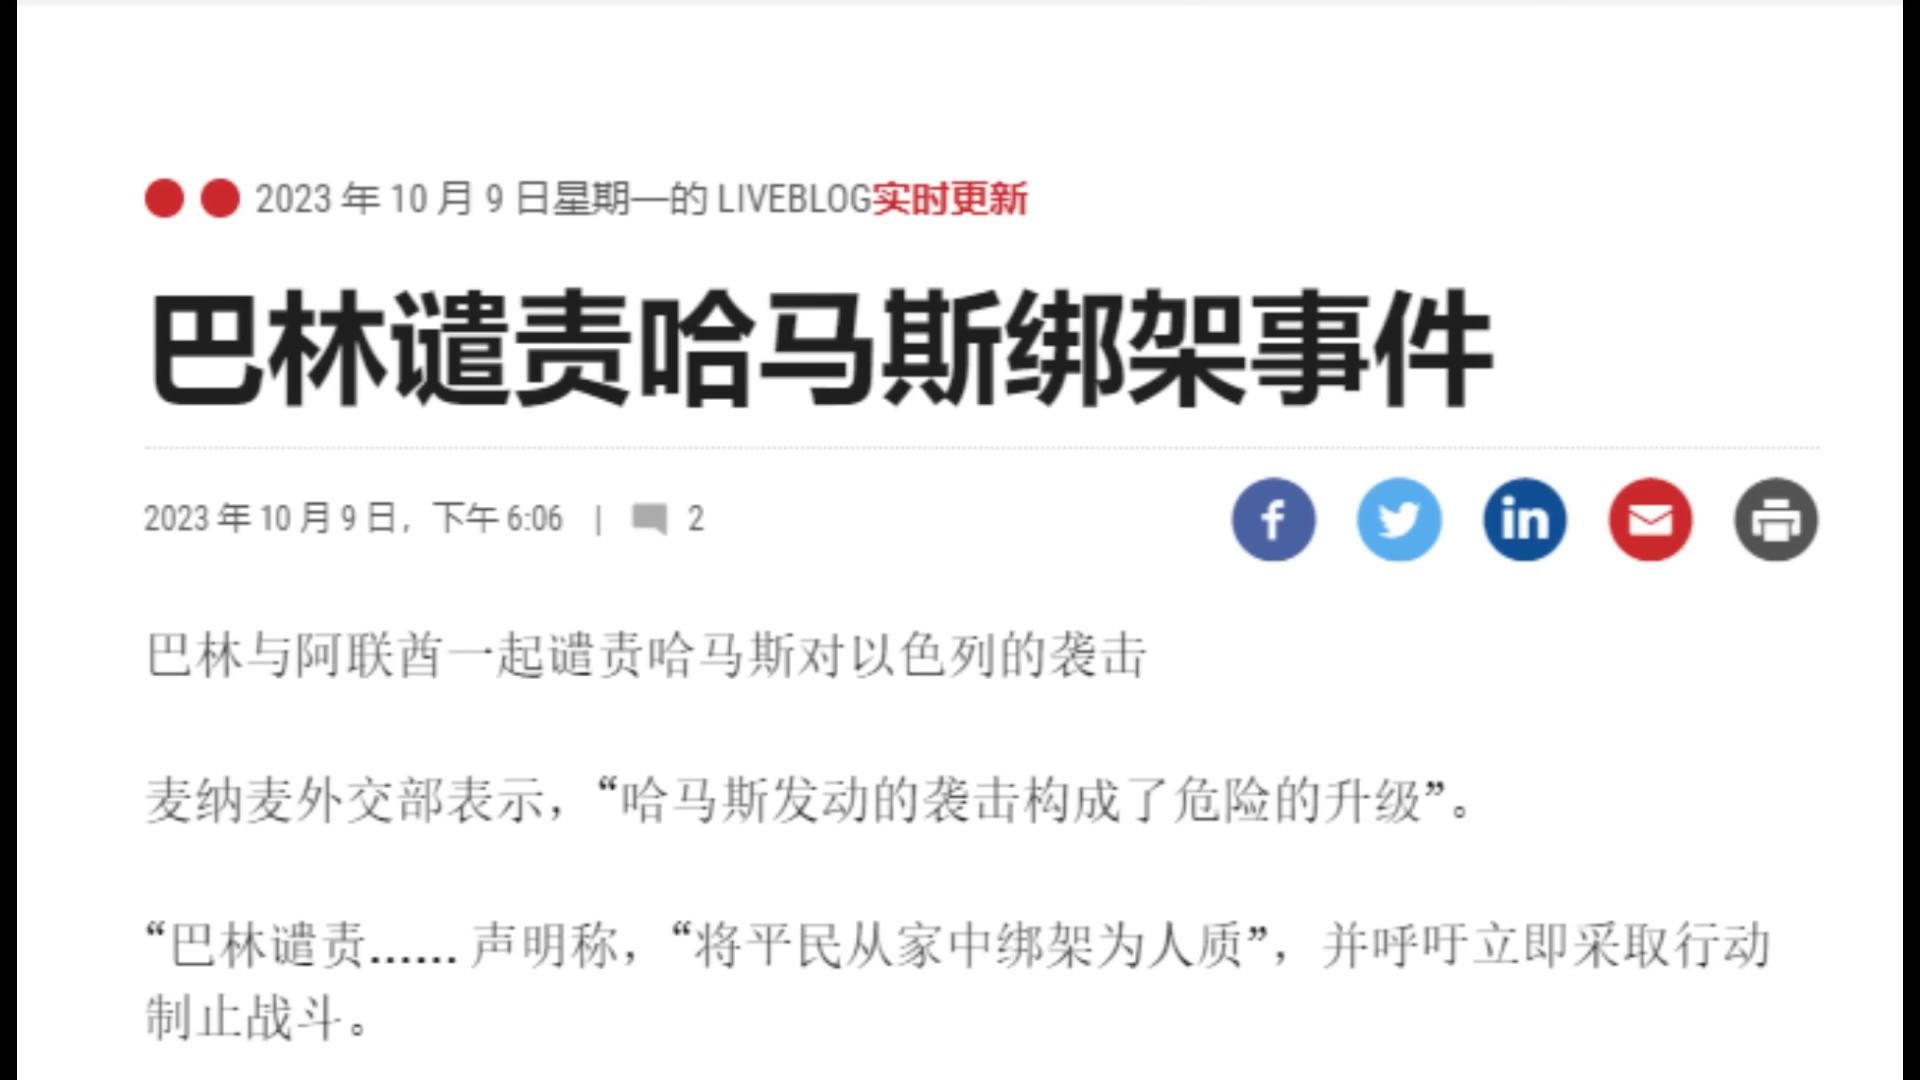 2023 年 10 月 9 日星期一的 LIVEBLOG实时更新
巴林谴责哈马斯绑架事件
2023 年 10 月 9 日，下午 6:06 | 2
f in
巴林与阿联酋一起谴责哈马斯对以色列的袭击
麦纳麦外交部表示，“哈马斯发动的袭击构成了危险的升级”。
“巴林谴责...... 声明称，“将平民从家中绑架为人质”，并呼吁立即采取行动
制止战斗。